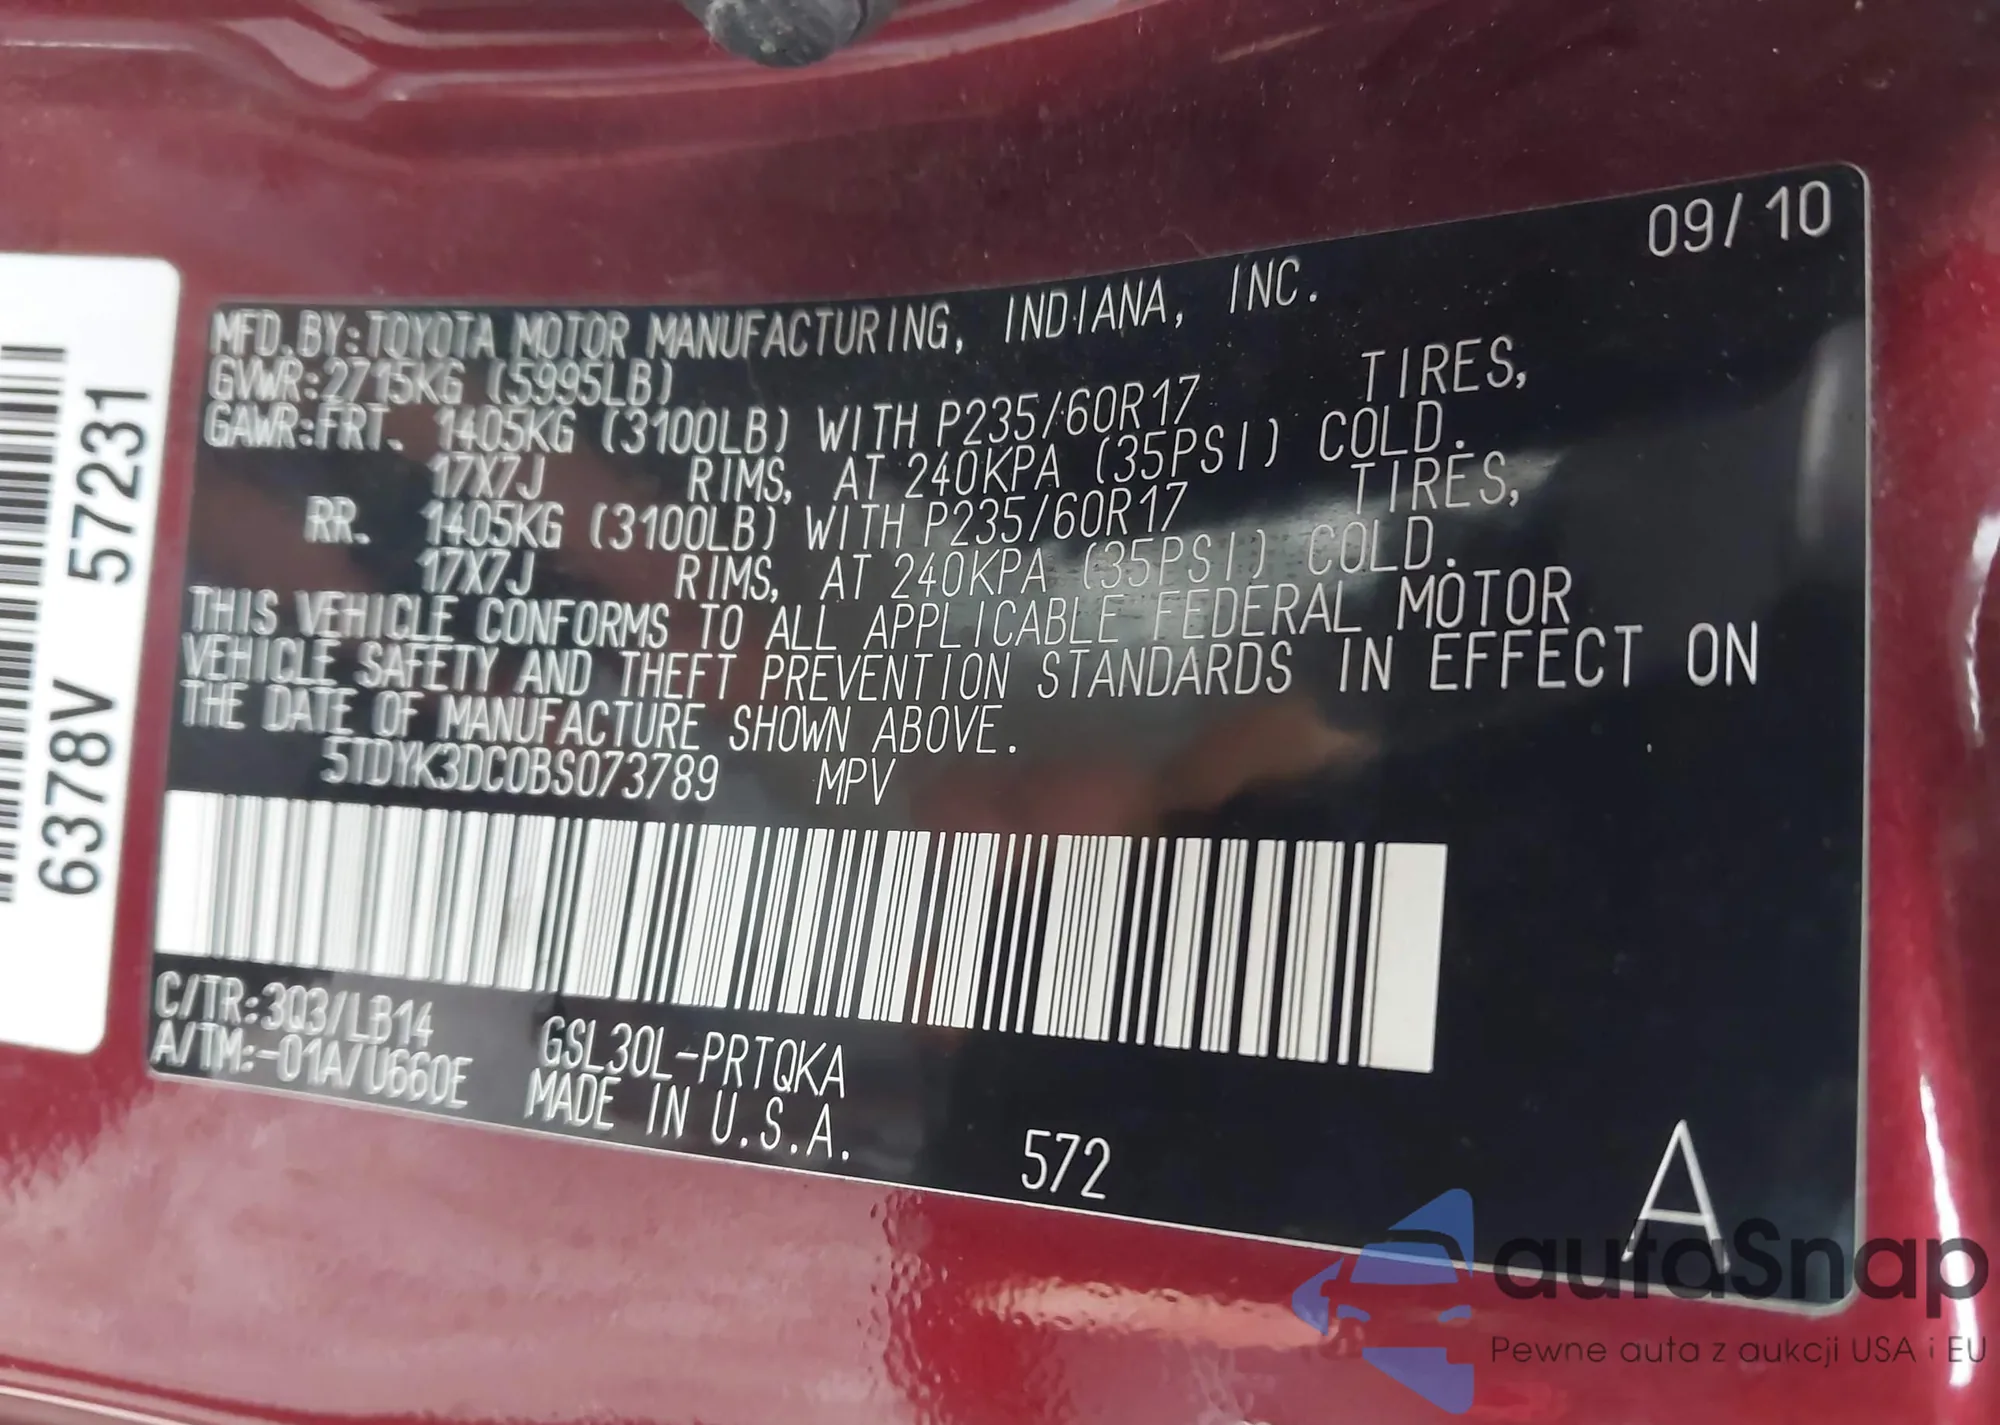 09/10
MFD. BY: TOYOTA MOTOR MANUFACTURING, INDIANA, INC.
GVWR: 2715KG (5995LB)
GAWR: FRT. 1405KG (3100LB) WITH P235/60R17 TIRES,
17X7J RIMS, AT 240KPA (35PSI) COLD.
RR. 1405KG (3100LB) WITH P235/60R17 TIRES,
17X7J RIMS, AT 240KPA (35PSI) COLD.
THIS VEHICLE CONFORMS TO ALL APPLICABLE FEDERAL MOTOR
VEHICLE SAFETY AND THEFT PREVENTION STANDARDS IN EFFECT ON
THE DATE OF MANUFACTURE SHOWN ABOVE.
5TDYK3DC0BS073789 MPV
C/TR: 3Q3/LB14 GSL30L-PRTQKA
A/TM: -01A/U660E MADE IN U.S.A.
572
A
6378V 57231
autoSnap
Pewne auta z aukcji USA i EU